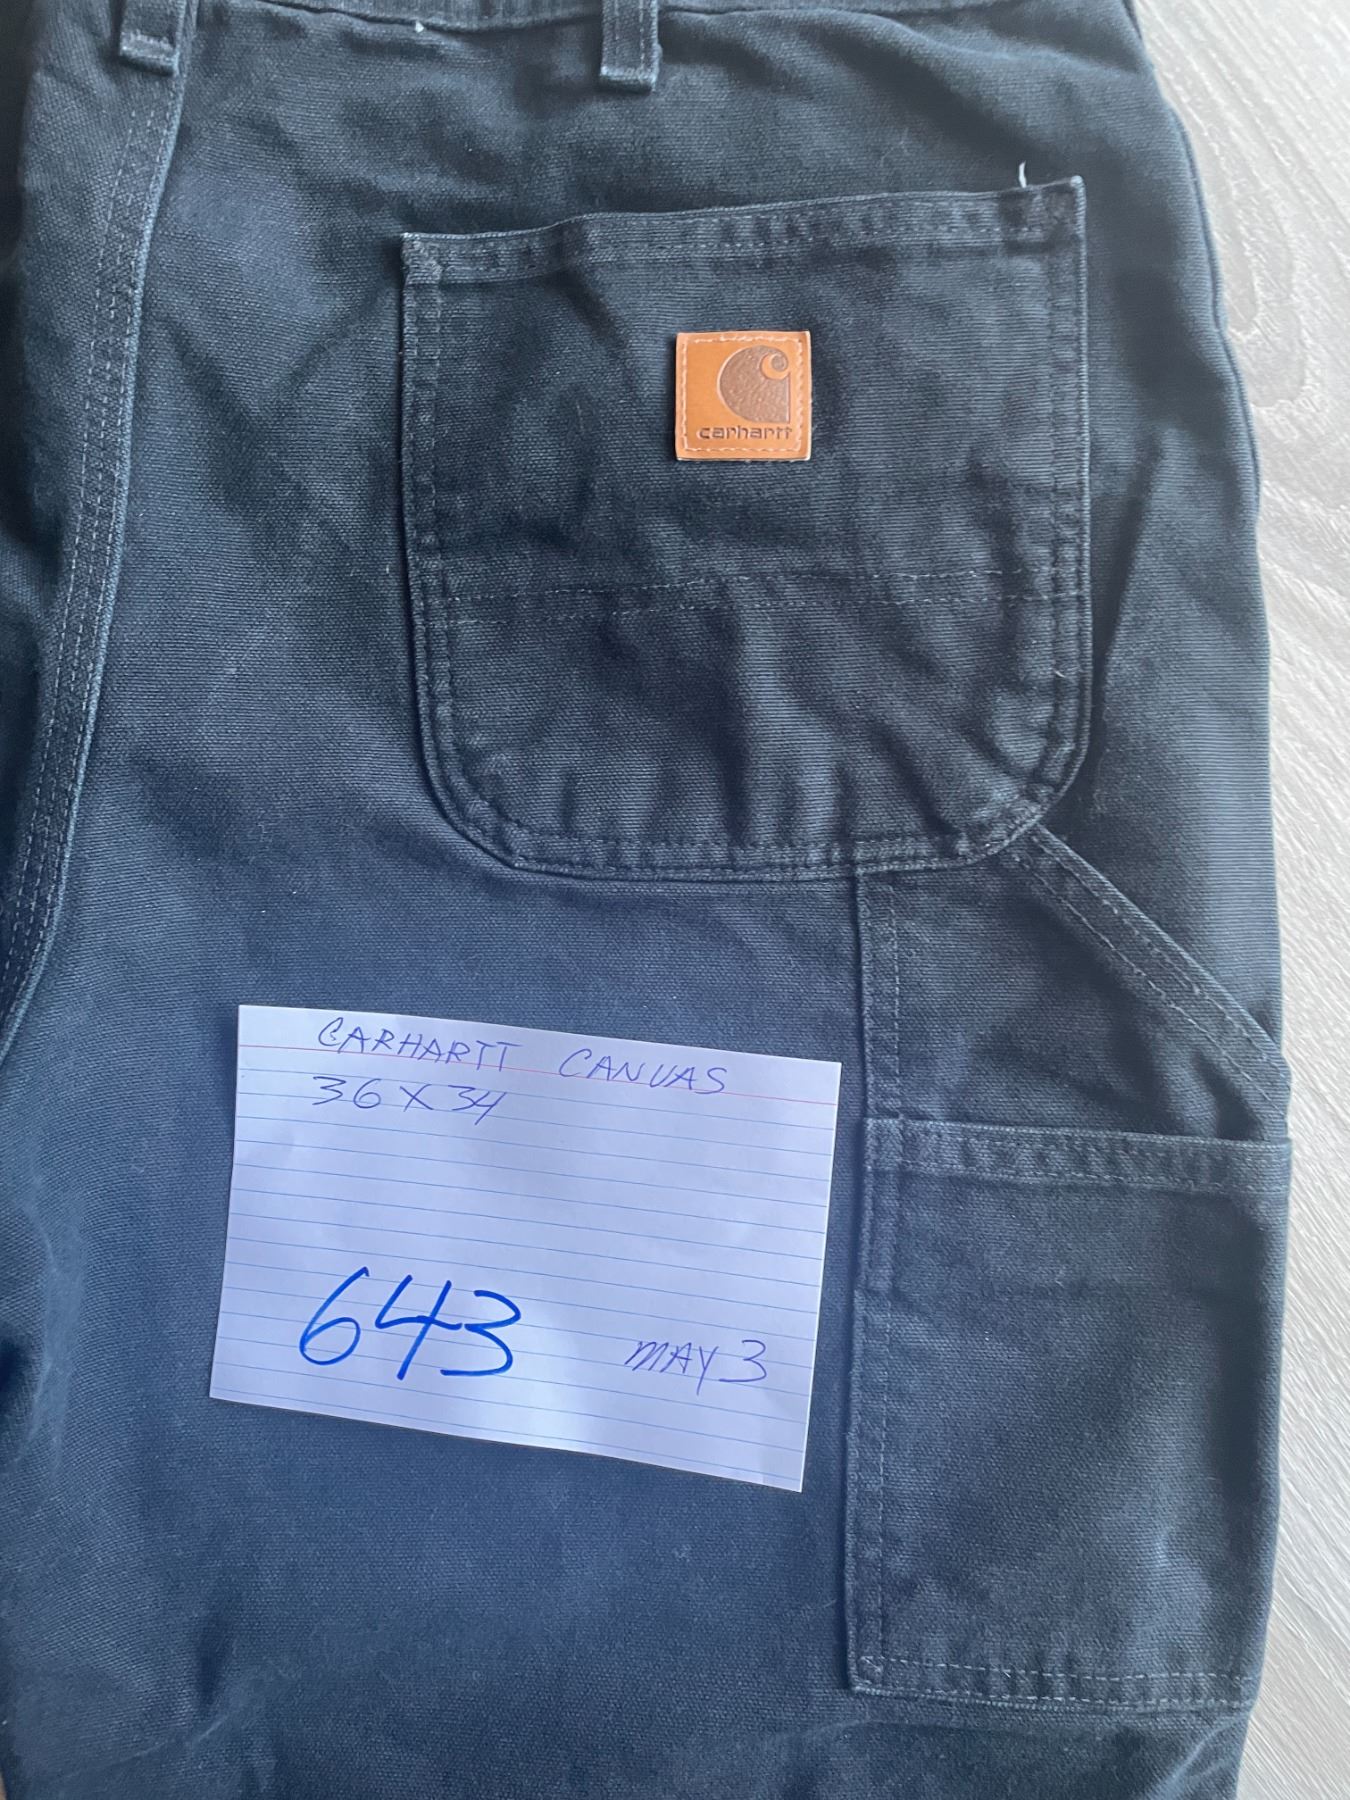 carhartt
CARHARTT CANVAS
36 X 34
643
MAY 3